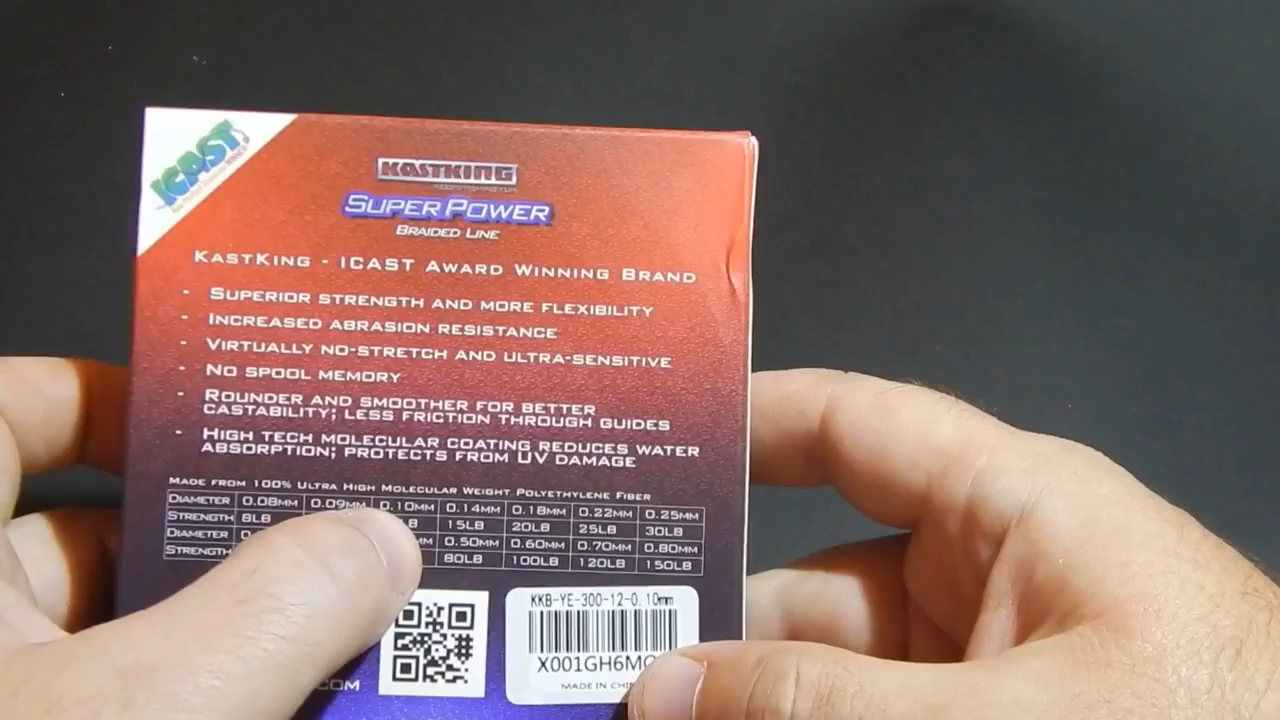 ICAST
KASTKING
SUPER POWER
BRAIDED LINE
KASTKING - ICAST AWARD WINNING BRAND
- SUPERIOR STRENGTH AND MORE FLEXIBILITY
- INCREASED ABRASION RESISTANCE
- VIRTUALLY NO-STRETCH AND ULTRA-SENSITIVE
- NO SPOOL MEMORY
- ROUNDER AND SMOOTHER FOR BETTER
CASTABILITY; LESS FRICTION THROUGH GUIDES
- HIGH TECH MOLECULAR COATING REDUCES WATER
ABSORPTION; PROTECTS FROM UV DAMAGE
MADE FROM 100% ULTRA HIGH MOLECULAR WEIGHT POLYETHYLENE FIBER
DIAMETER 0.08MM 0.09MM 0.10MM 0.14MM 0.18MM 0.22MM 0.25MM
STRENGTH 8LB 15LB 20LB 25LB 30LB
DIAMETER 0.50MM 0.60MM 0.70MM 0.80MM
STRENGTH 80LB 100LB 120LB 150LB
KKB-YE-300-12-0.10mm
X001GH6M
MADE IN
COM